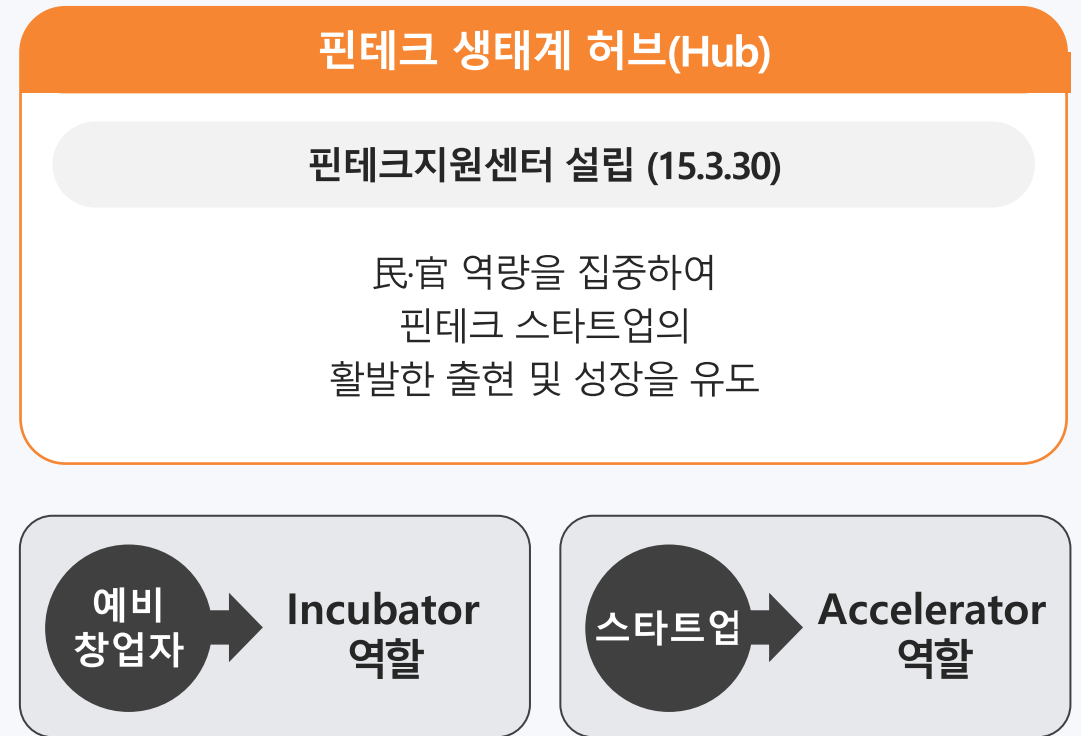 핀테크 생태계 허브(Hub)
핀테크지원센터 설립 (15.3.30)
民·官 역량을 집중하여
핀테크 스타트업의
활발한 출현 및 성장을 유도
예비
창업자
Incubator
역할
스타트업
Accelerator
역할